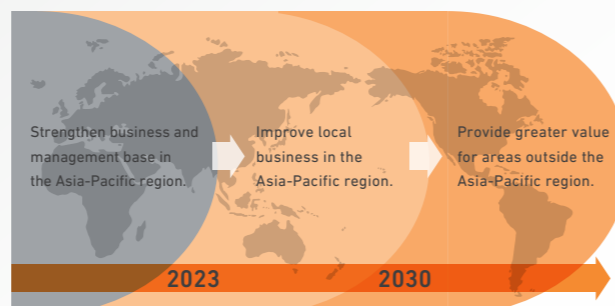 Strengthen business and
management base in
the Asia-Pacific region.
Improve local
business in the
Asia-Pacific region.
Provide greater value
for areas outside the
Asia-Pacific region.
2023
2030